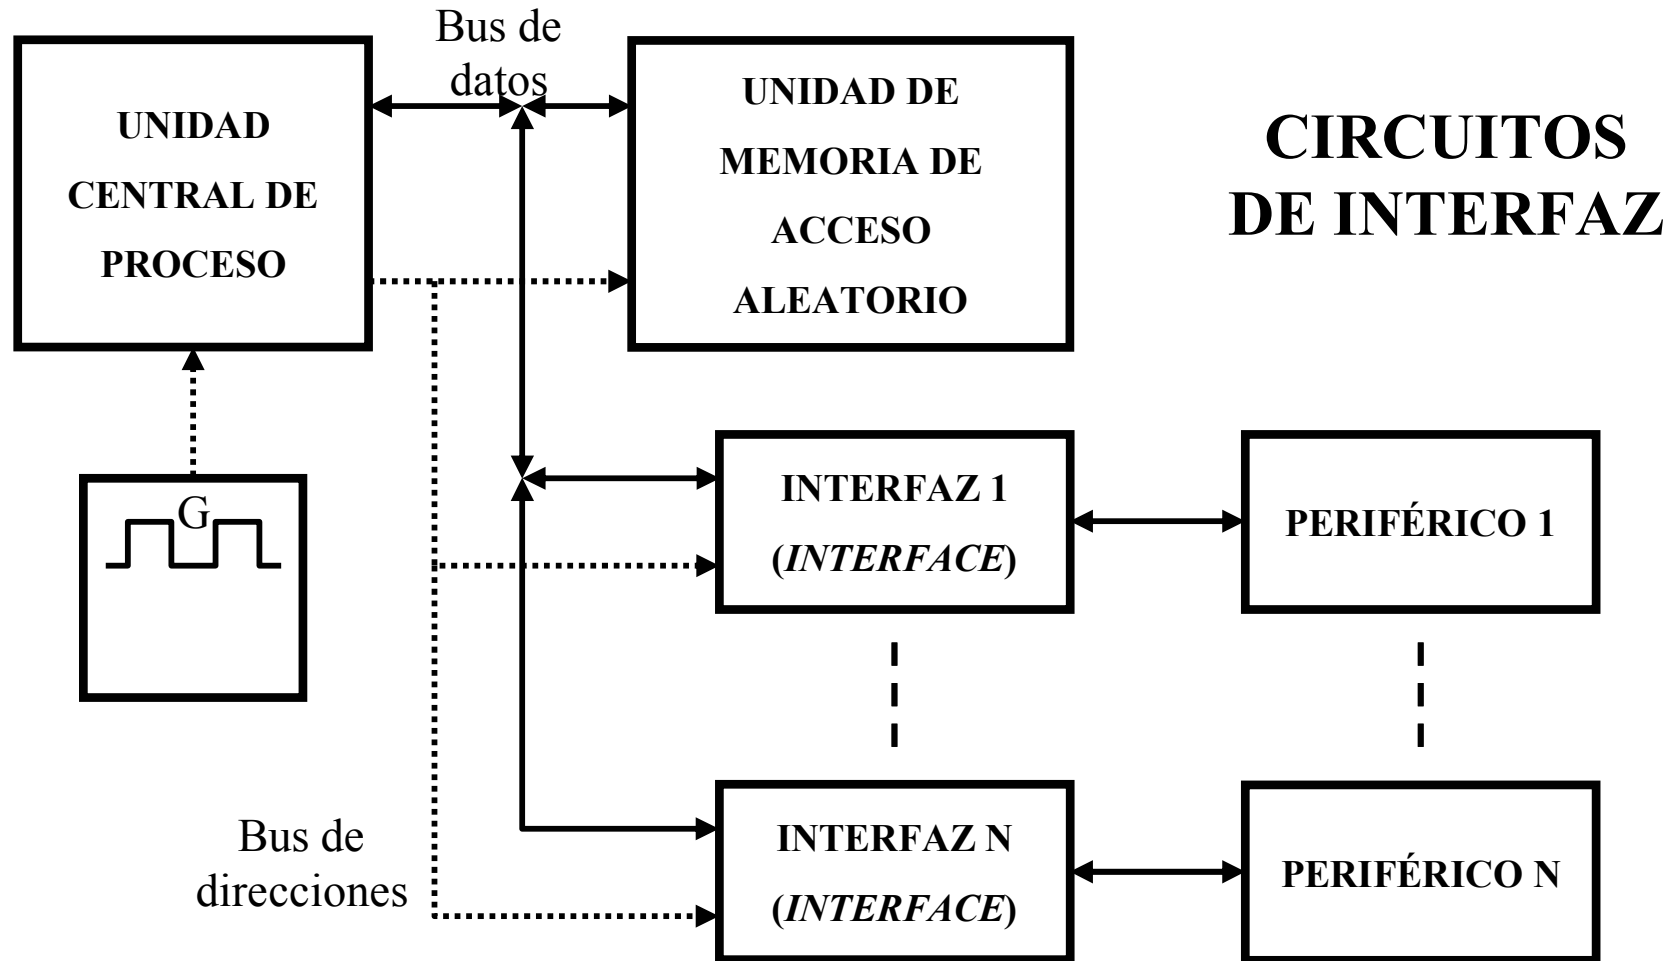 Bus de
datos
UNIDAD
CENTRAL DE
PROCESO
UNIDAD DE
MEMORIA DE
ACCESO
ALEATORIO
CIRCUITOS
DE INTERFAZ
G
INTERFAZ 1
(INTERFACE)
PERIFÉRICO 1
Bus de
direcciones
INTERFAZ N
(INTERFACE)
PERIFÉRICO N